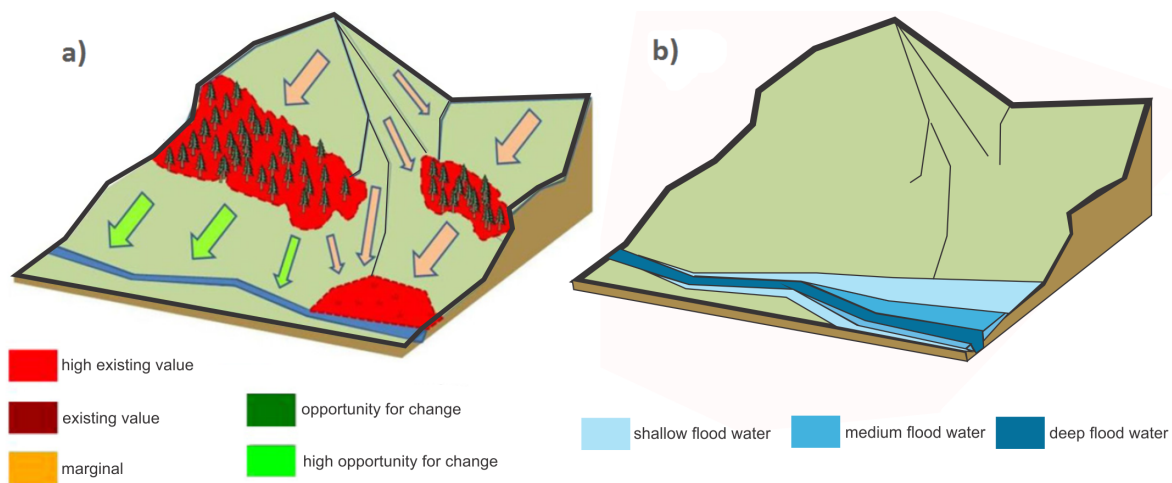 a)
b)
high existing value
existing value
marginal
opportunity for change
high opportunity for change
shallow flood water
medium flood water
deep flood water